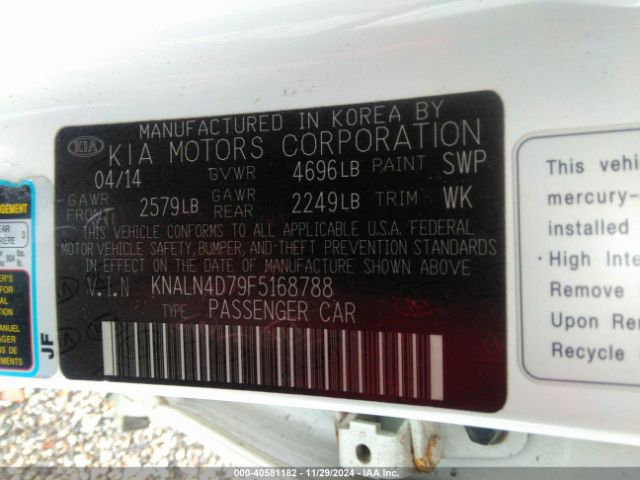 MANUFACTURED IN KOREA BY
KIA KIA MOTORS CORPORATION
04/14 GVWR 4696LB PAINT SWP
GAWR FRONT 2579LB GAWR REAR 2249LB TRIM WK
THIS VEHICLE CONFORMS TO ALL APPLICABLE U.S.A. FEDERAL
MOTOR VEHICLE SAFETY, BUMPER, AND THEFT PREVENTION STANDARDS
IN EFFECT ON THE DATE OF MANUFACTURE SHOWN ABOVE
V.I.N KNALN4D79F5168788
TYPE: PASSENGER CAR
JF
This vehi
mercury-
installed
· High Inte
Remove
Upon Rem
Recycle
40581182 - 11/29/2024 - IAA Inc.